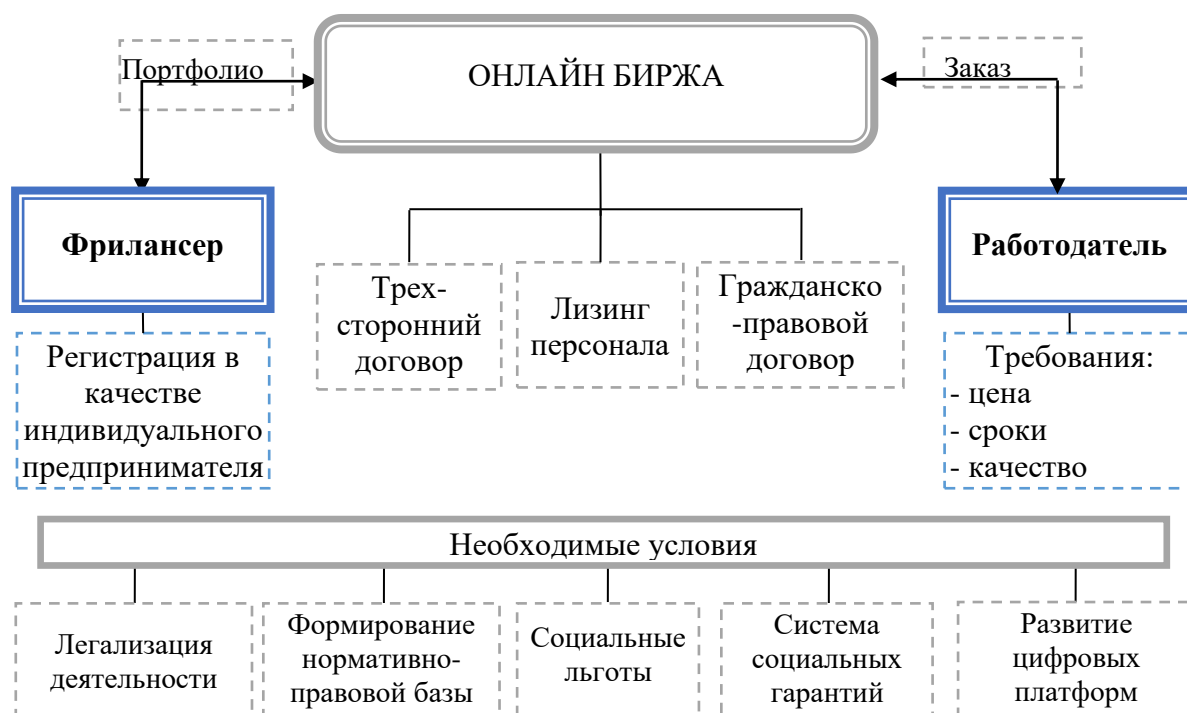 Портфолио
ОНЛАЙН БИРЖА
Заказ
Фрилансер
Работодатель
Трех-
сторонний
договор
Лизинг
персонала
Гражданско
-правовой
договор
Регистрация в
качестве
индивидуального
предпринимателя
Требования:
- цена
- сроки
- качество
Необходимые условия
Легализация
деятельности
Формирование
нормативно-
правовой базы
Социальные
льготы
Система
социальных
гарантий
Развитие
цифровых
платформ